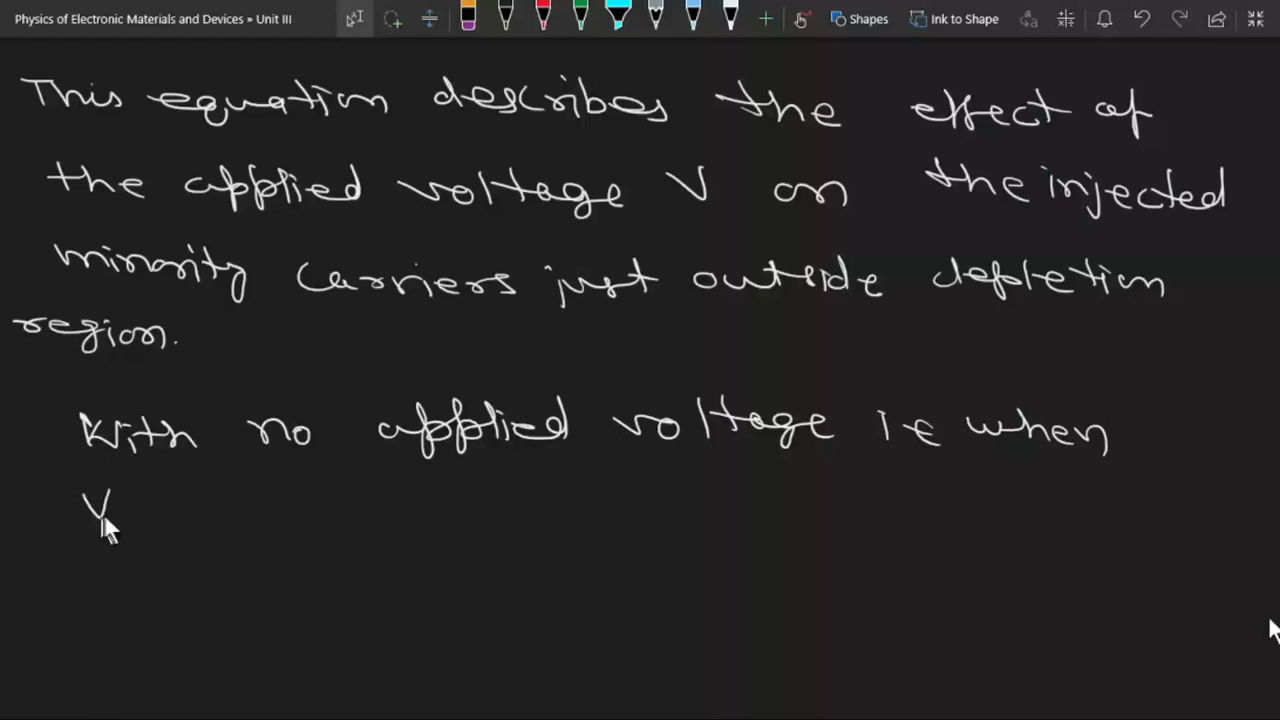 Physics of Electronic Materials and Devices » Unit III
Shapes
Ink to Shape
This equation describes the effect of
the applied voltage V on the injected
minority carriers just outside depletion
region.
With no applied voltage ie when
V